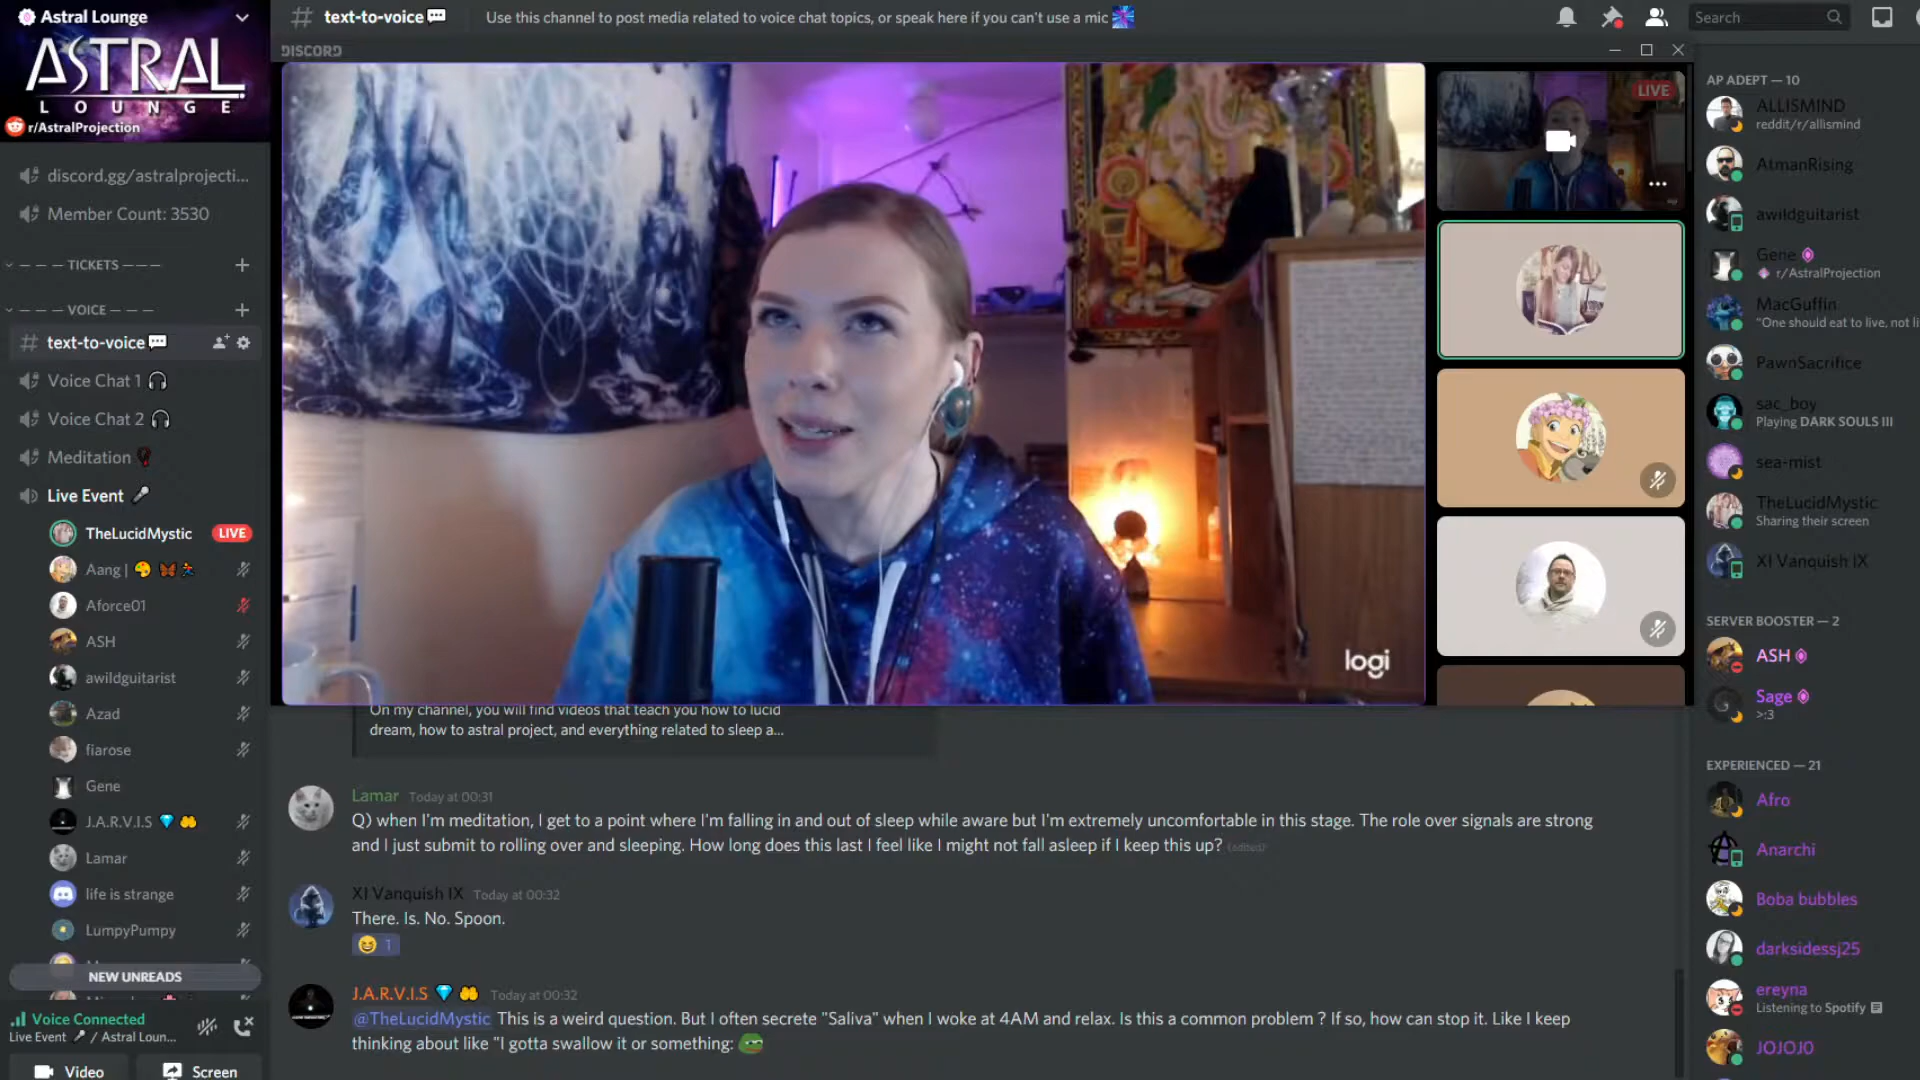 Astral Lounge
ASTRAL
LOUNGE
r/AstralProjection
discord.gg/astralprojecti...
Member Count: 3530
TICKETS
VOICE
text-to-voice💬
Voice Chat 1 🎧
Voice Chat 2 🎧
Meditation
Live Event 🎤
TheLucidMystic LIVE
Aang |
Aforce01
ASH
awildguitarist
Azad
fiarose
Gene
J.A.R.V.I.S
Lamar
life is strange
LumpyPumpy
NEW UNREADS
Voice Connected
Live Event 🎤 / Astral Loun...
Video
Screen
# text-to-voice💬
Use this channel to post media related to voice chat topics, or speak here if you can't use a mic
Search
DISCORD
LIVE
logi
On my channel, you will find videos that teach you how to lucid
dream, how to astral project, and everything related to sleep a...
Lamar Today at 00:31
Q) when I'm meditation, I get to a point where I'm falling in and out of sleep while aware but I'm extremely uncomfortable in this stage. The role over signals are strong
and I just submit to rolling over and sleeping. How long does this last I feel like I might not fall asleep if I keep this up? (edited)
XI Vanquish IX Today at 00:32
There. Is. No. Spoon.
1
J.A.R.V.I.S Today at 00:32
@TheLucidMystic This is a weird question. But I often secrete "Saliva" when I woke at 4AM and relax. Is this a common problem ? If so, how can stop it. Like I keep
thinking about like "I gotta swallow it or something:
AP ADEPT — 10
ALLISMIND
reddit/r/allismind
AtmanRising
awildguitarist
Gene
r/AstralProjection
MacGuffin
"One should eat to live, not li
PawnSacrifice
sac_boy
Playing DARK SOULS III
sea-mist
TheLucidMystic
Sharing their screen
XI Vanquish IX
SERVER BOOSTER — 2
ASH
Sage
>:3
EXPERIENCED — 21
Afro
Anarchi
Boba bubbles
darksidessj25
ereyna
Listening to Spotify
JOJOJ0